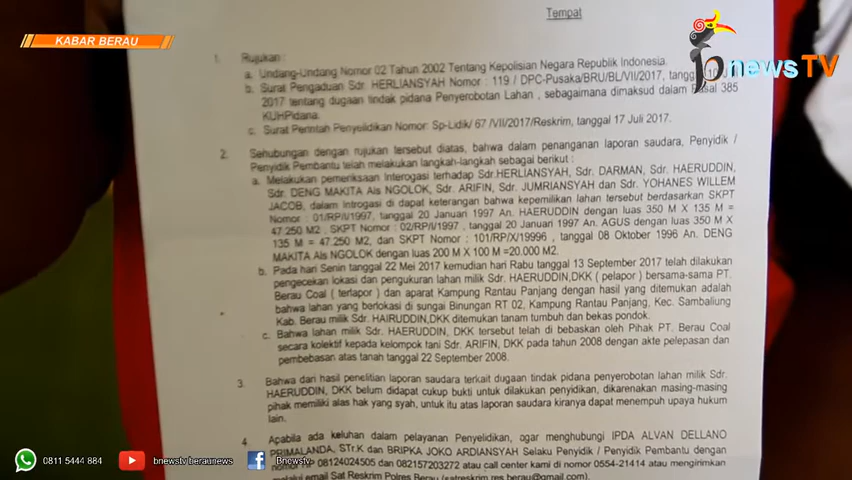 KABAR BERAU
bnewsTV
Tempat
1. Rujukan :
a. Undang-Undang Nomor 02 Tahun 2002 Tentang Kepolisian Negara Republik Indonesia.
b. Surat Pengaduan Sdr. HERLIANSYAH Nomor : 119 / DPC-Pusaka/BRU/BL/VII/2017, tanggal 10
2017 tentang dugaan tindak pidana Penyerobotan Lahan , sebagaimana dimaksud dalam Pasal 385
KUHPidana.
c. Surat Perintah Penyelidikan Nomor: Sp-Lidik/ 67 /VII/2017/Reskrim, tanggal 17 Juli 2017.
2. Sehubungan dengan rujukan tersebut diatas, bahwa dalam penanganan laporan saudara, Penyidik /
Penyidik Pembantu telah melakukan langkah-langkah sebagai berikut :
a. Melakukan pemeriksaan Interogasi terhadap Sdr.HERLIANSYAH, Sdr. DARMAN, Sdr. HAERUDDIN,
Sdr. DENG MAKITA Als NGOLOK, Sdr. ARIFIN, Sdr. JUMRIANSYAH dan Sdr. YOHANES WILLEM
JACOB, dalam Introgasi di dapat keterangan bahwa kepemilikan lahan tersebut berdasarkan SKPT
Nomor : 01/RP/I/1997, tanggal 20 Januari 1997 An. HAERUDDIN dengan luas 350 M X 135 M =
47.250 M2 , SKPT Nomor : 02/RP/I/1997 , tanggal 20 Januari 1997 An. AGUS dengan luas 350 M X
135 M = 47.250 M2, dan SKPT Nomor : 101/RP/X/19996 , tanggal 08 Oktober 1996 An. DENG
MAKITA Als NGOLOK dengan luas 200 M X 100 M =20.000 M2.
b. Pada hari Senin tanggal 22 Mei 2017 kemudian hari Rabu tanggal 13 September 2017 telah dilakukan
pengecekan lokasi dan pengukuran lahan milik Sdr. HAERUDDIN,DKK ( pelapor ) bersama-sama PT.
Berau Coal ( terlapor ) dan aparat Kampung Rantau Panjang dengan hasil yang ditemukan adalah
bahwa lahan yang berlokasi di sungai Binungan RT 02, Kampung Rantau Panjang, Kec. Sambaliung
Kab. Berau milik Sdr. HAIRUDDIN,DKK ditemukan tanam tumbuh dan bekas pondok.
c. Bahwa lahan milik Sdr. HAERUDDIN, DKK tersebut telah di bebaskan oleh Pihak PT. Berau Coal
secara kolektif kepada kelompok tani Sdr. ARIFIN, DKK pada tahun 2008 dengan akte pelepasan dan
pembebasan atas tanah tanggal 22 September 2008.
3. Bahwa dari hasil penelitian laporan saudara terkait dugaan tindak pidana penyerobotan lahan milik Sdr.
HAERUDDIN, DKK belum didapat cukup bukti untuk dilakukan penyidikan, dikarenakan masing-masing
pihak memiliki alas hak yang syah, untuk itu atas laporan saudara kiranya dapat menempuh upaya hukum
lain.
4. Apabila ada keluhan dalam pelayanan Penyelidikan, agar menghubungi IPDA ALVAN DELLANO
PRIMALANDA, STr.K dan BRIPKA JOKO ARDIANSYAH Selaku Penyidik / Penyidik Pembantu dengan
nomor HP 08124024505 dan 082157203272 atau call center kami di nomor 0554-21414 atau mengirimkan
melalui email Sat Reskrim Polres Berau (satreskrim.res.berau@gmail.com).
0811 5444 884
bnewstv beraunews
Bnewstv